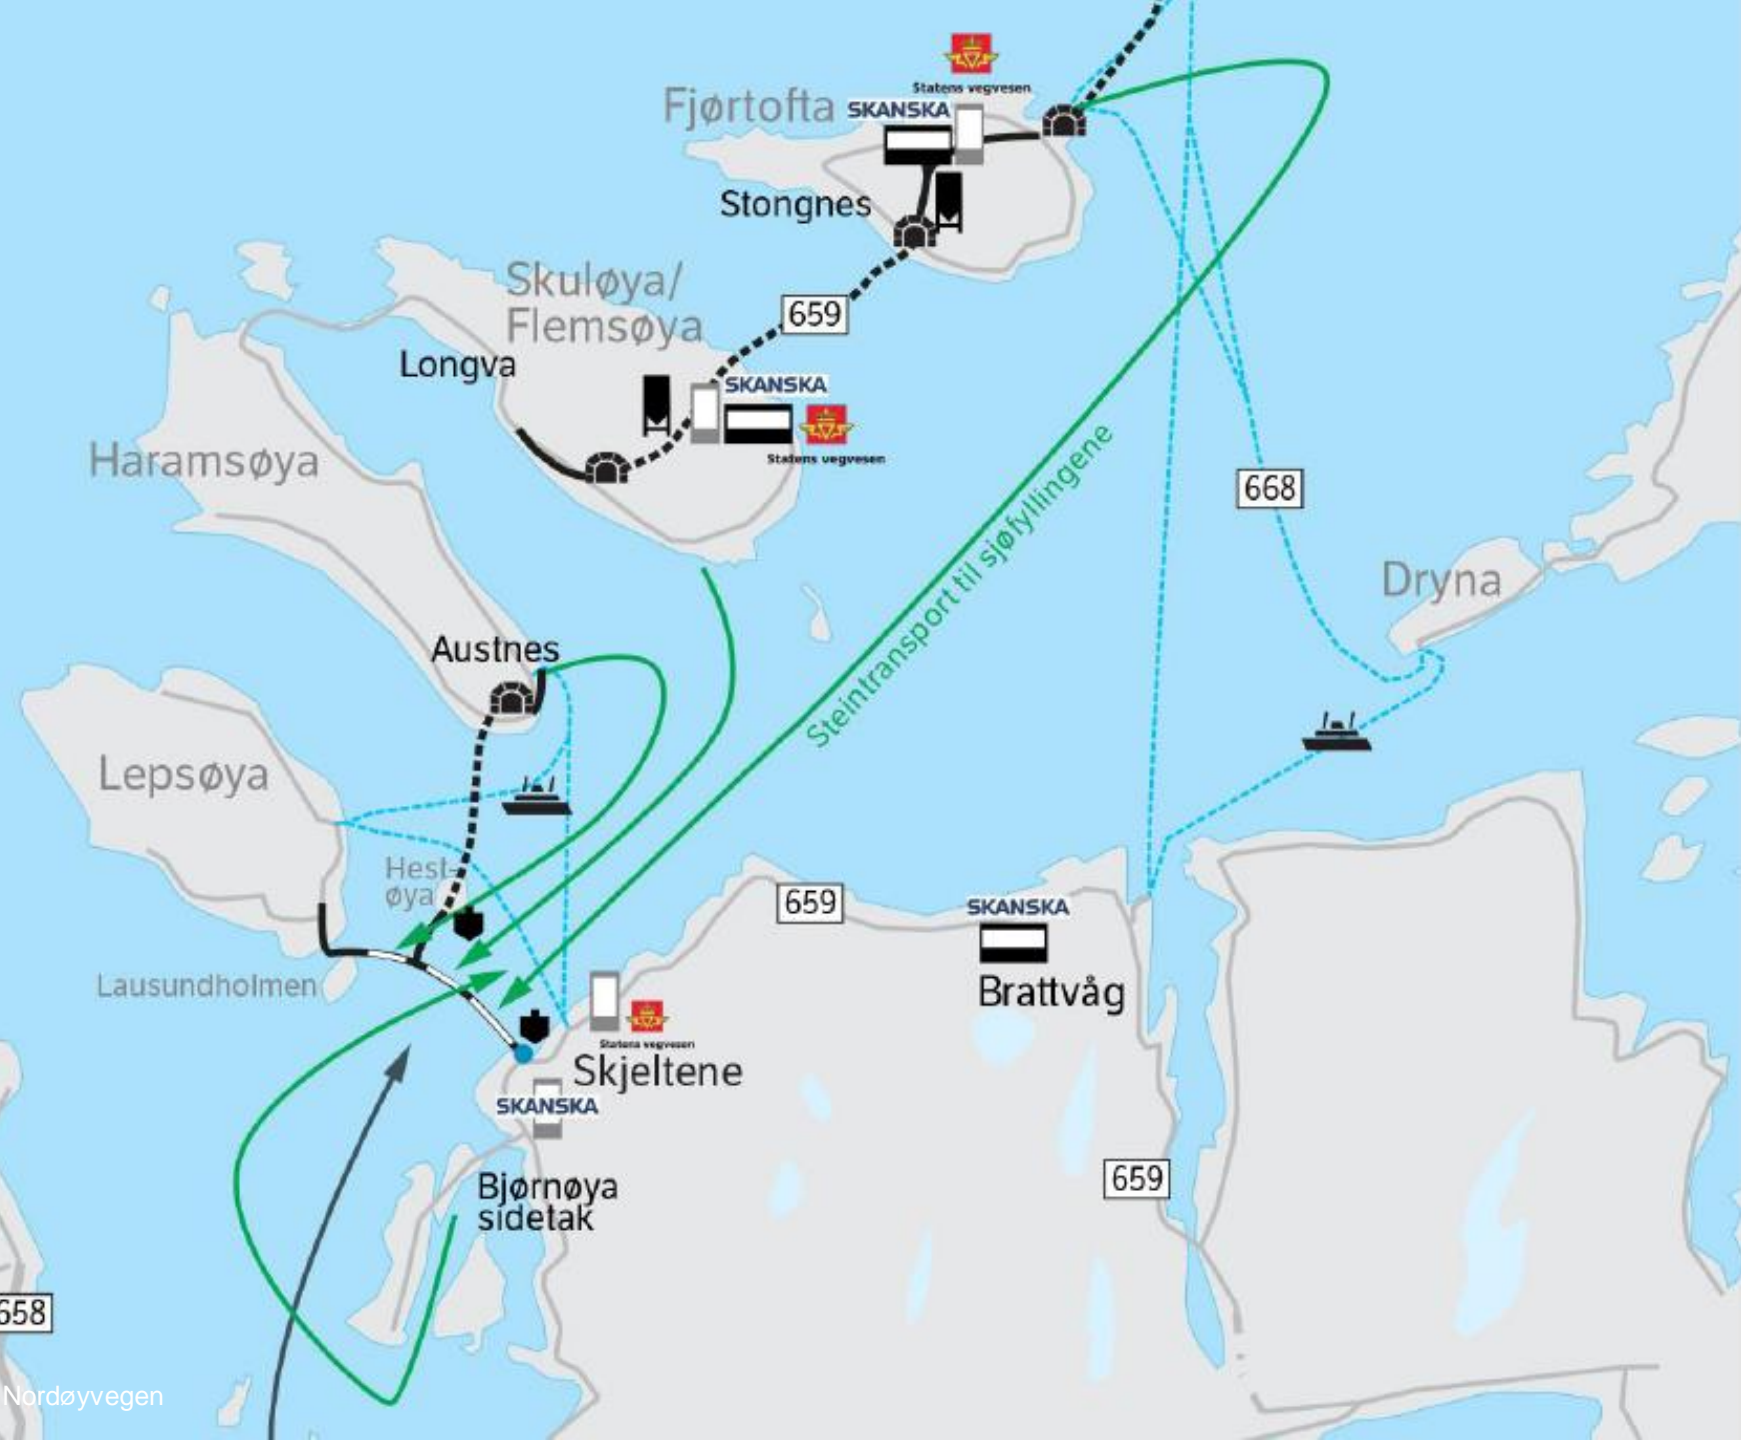 Statens vegvesen
Fjørtofta
SKANSKA
Stongnes
Skuløya/
Flemsøya
659
Longva
SKANSKA
Statens vegvesen
Haramsøya
Steintransport til sjøfyllingene
668
Dryna
Austnes
Lepsøya
Hest-
øya
659
SKANSKA
Brattvåg
Lausundholmen
Statens vegvesen
Skjeltene
SKANSKA
Bjørnøya
sidetak
659
658
Nordøyvegen